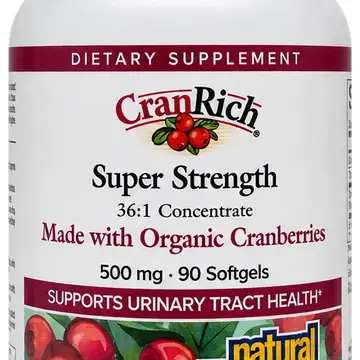 DIETARY SUPPLEMENT
CranRich®
Super Strength
36:1 Concentrate
Made with Organic Cranberries
500 mg · 90 Softgels
SUPPORTS URINARY TRACT HEALTH*
natural